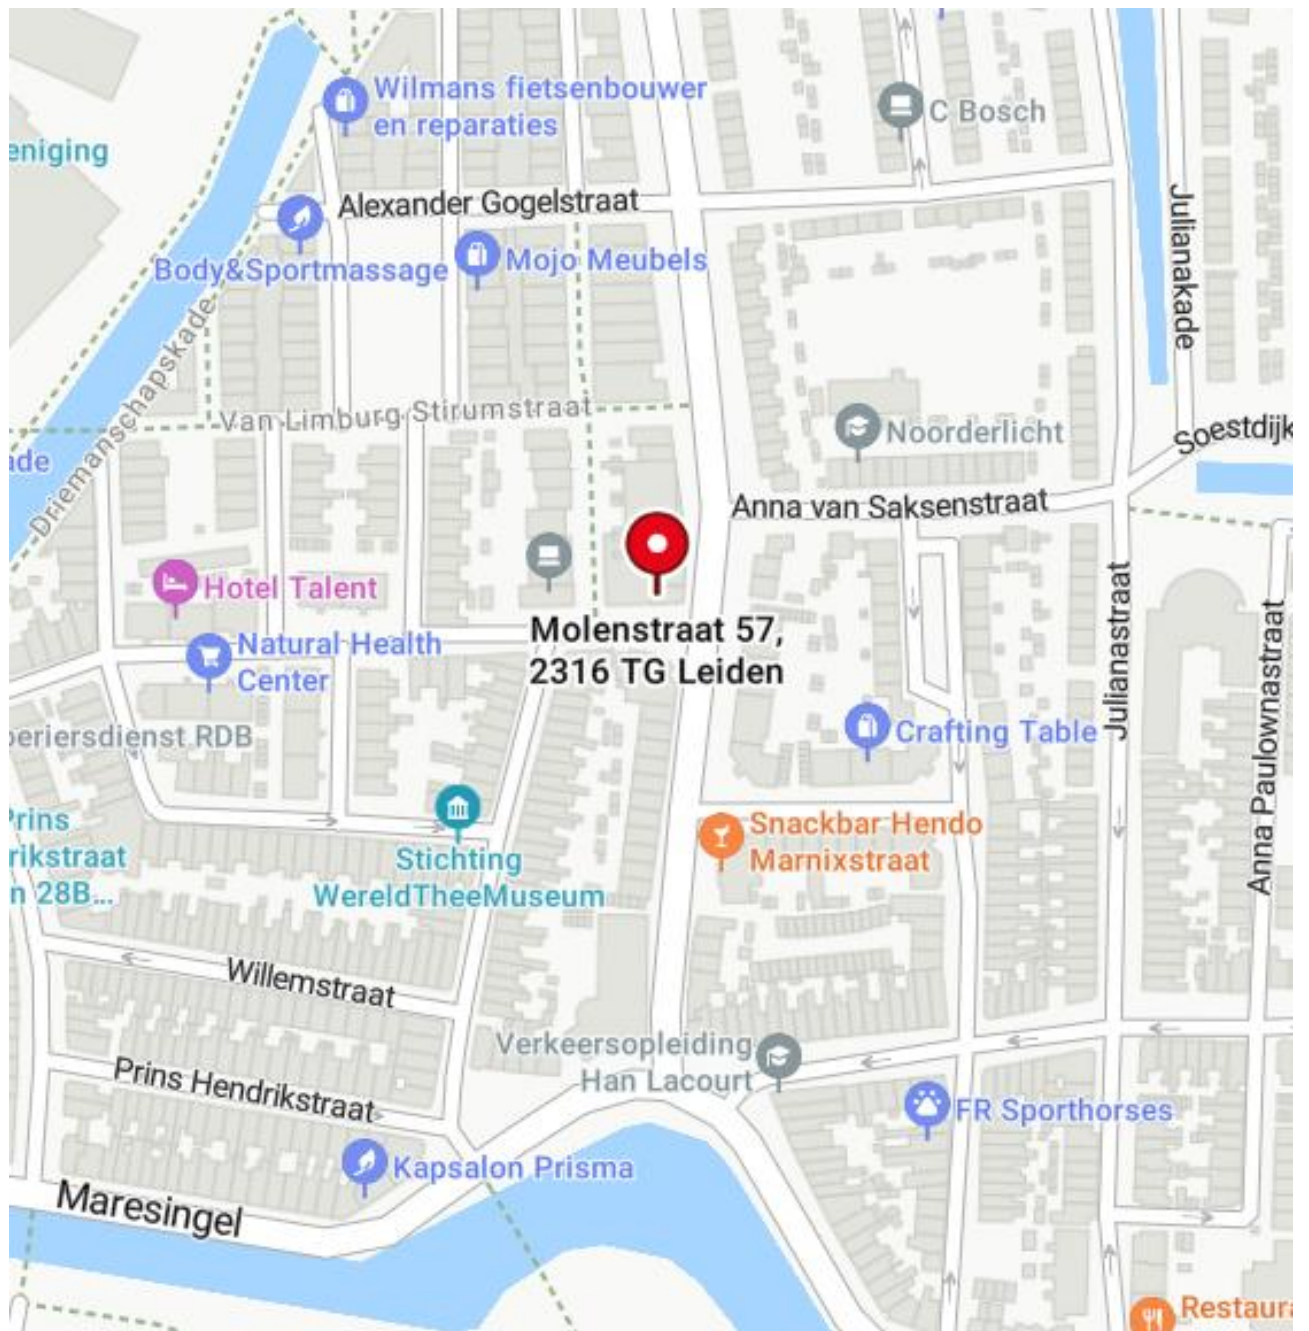 Wilmans fietsenbouwer
en reparaties
C Bosch
eniging
Alexander Gogelstraat
Julianakade
Body&Sportmassage
Mojo Meubels
Driemanschapskade
Van Limburg Stirumstraat
Noorderlicht
Soestdijk
ade
Anna van Saksenstraat
Hotel Talent
Molenstraat 57,
2316 TG Leiden
Natural Health
Center
Julianastraat
Anna Paulownastraat
oeriersdienst RDB
Crafting Table
Prins
rikstraat
n 28B...
Stichting
WereldTheeMuseum
Snackbar Hendo
Marnixstraat
Willemstraat
Verkeersopleiding
Han Lacourt
Prins Hendrikstraat
FR Sporthorses
Kapsalon Prisma
Maresingel
Restaura